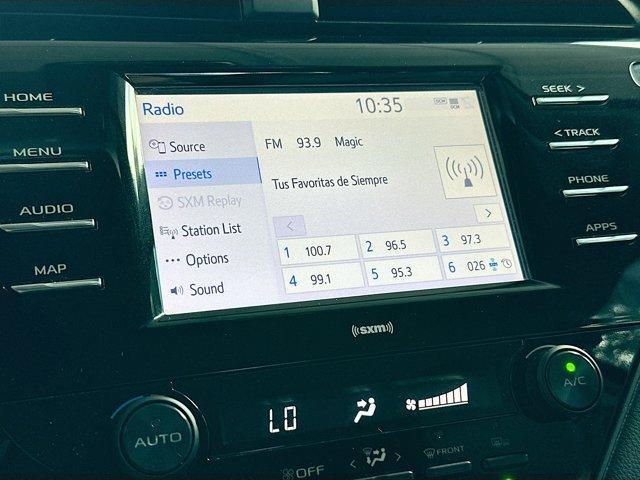 HOME
MENU
AUDIO
MAP
Radio
10:35
Source
Presets
SXM Replay
Station List
Options
Sound
FM 93.9 Magic
Tus Favoritas de Siempre
<
>
1 100.7
2 96.5
3 97.3
4 99.1
5 95.3
6 026
SEEK >
< TRACK
PHONE
APPS
((sxm))
AUTO
LO
OFF
< >
FRONT
A/C